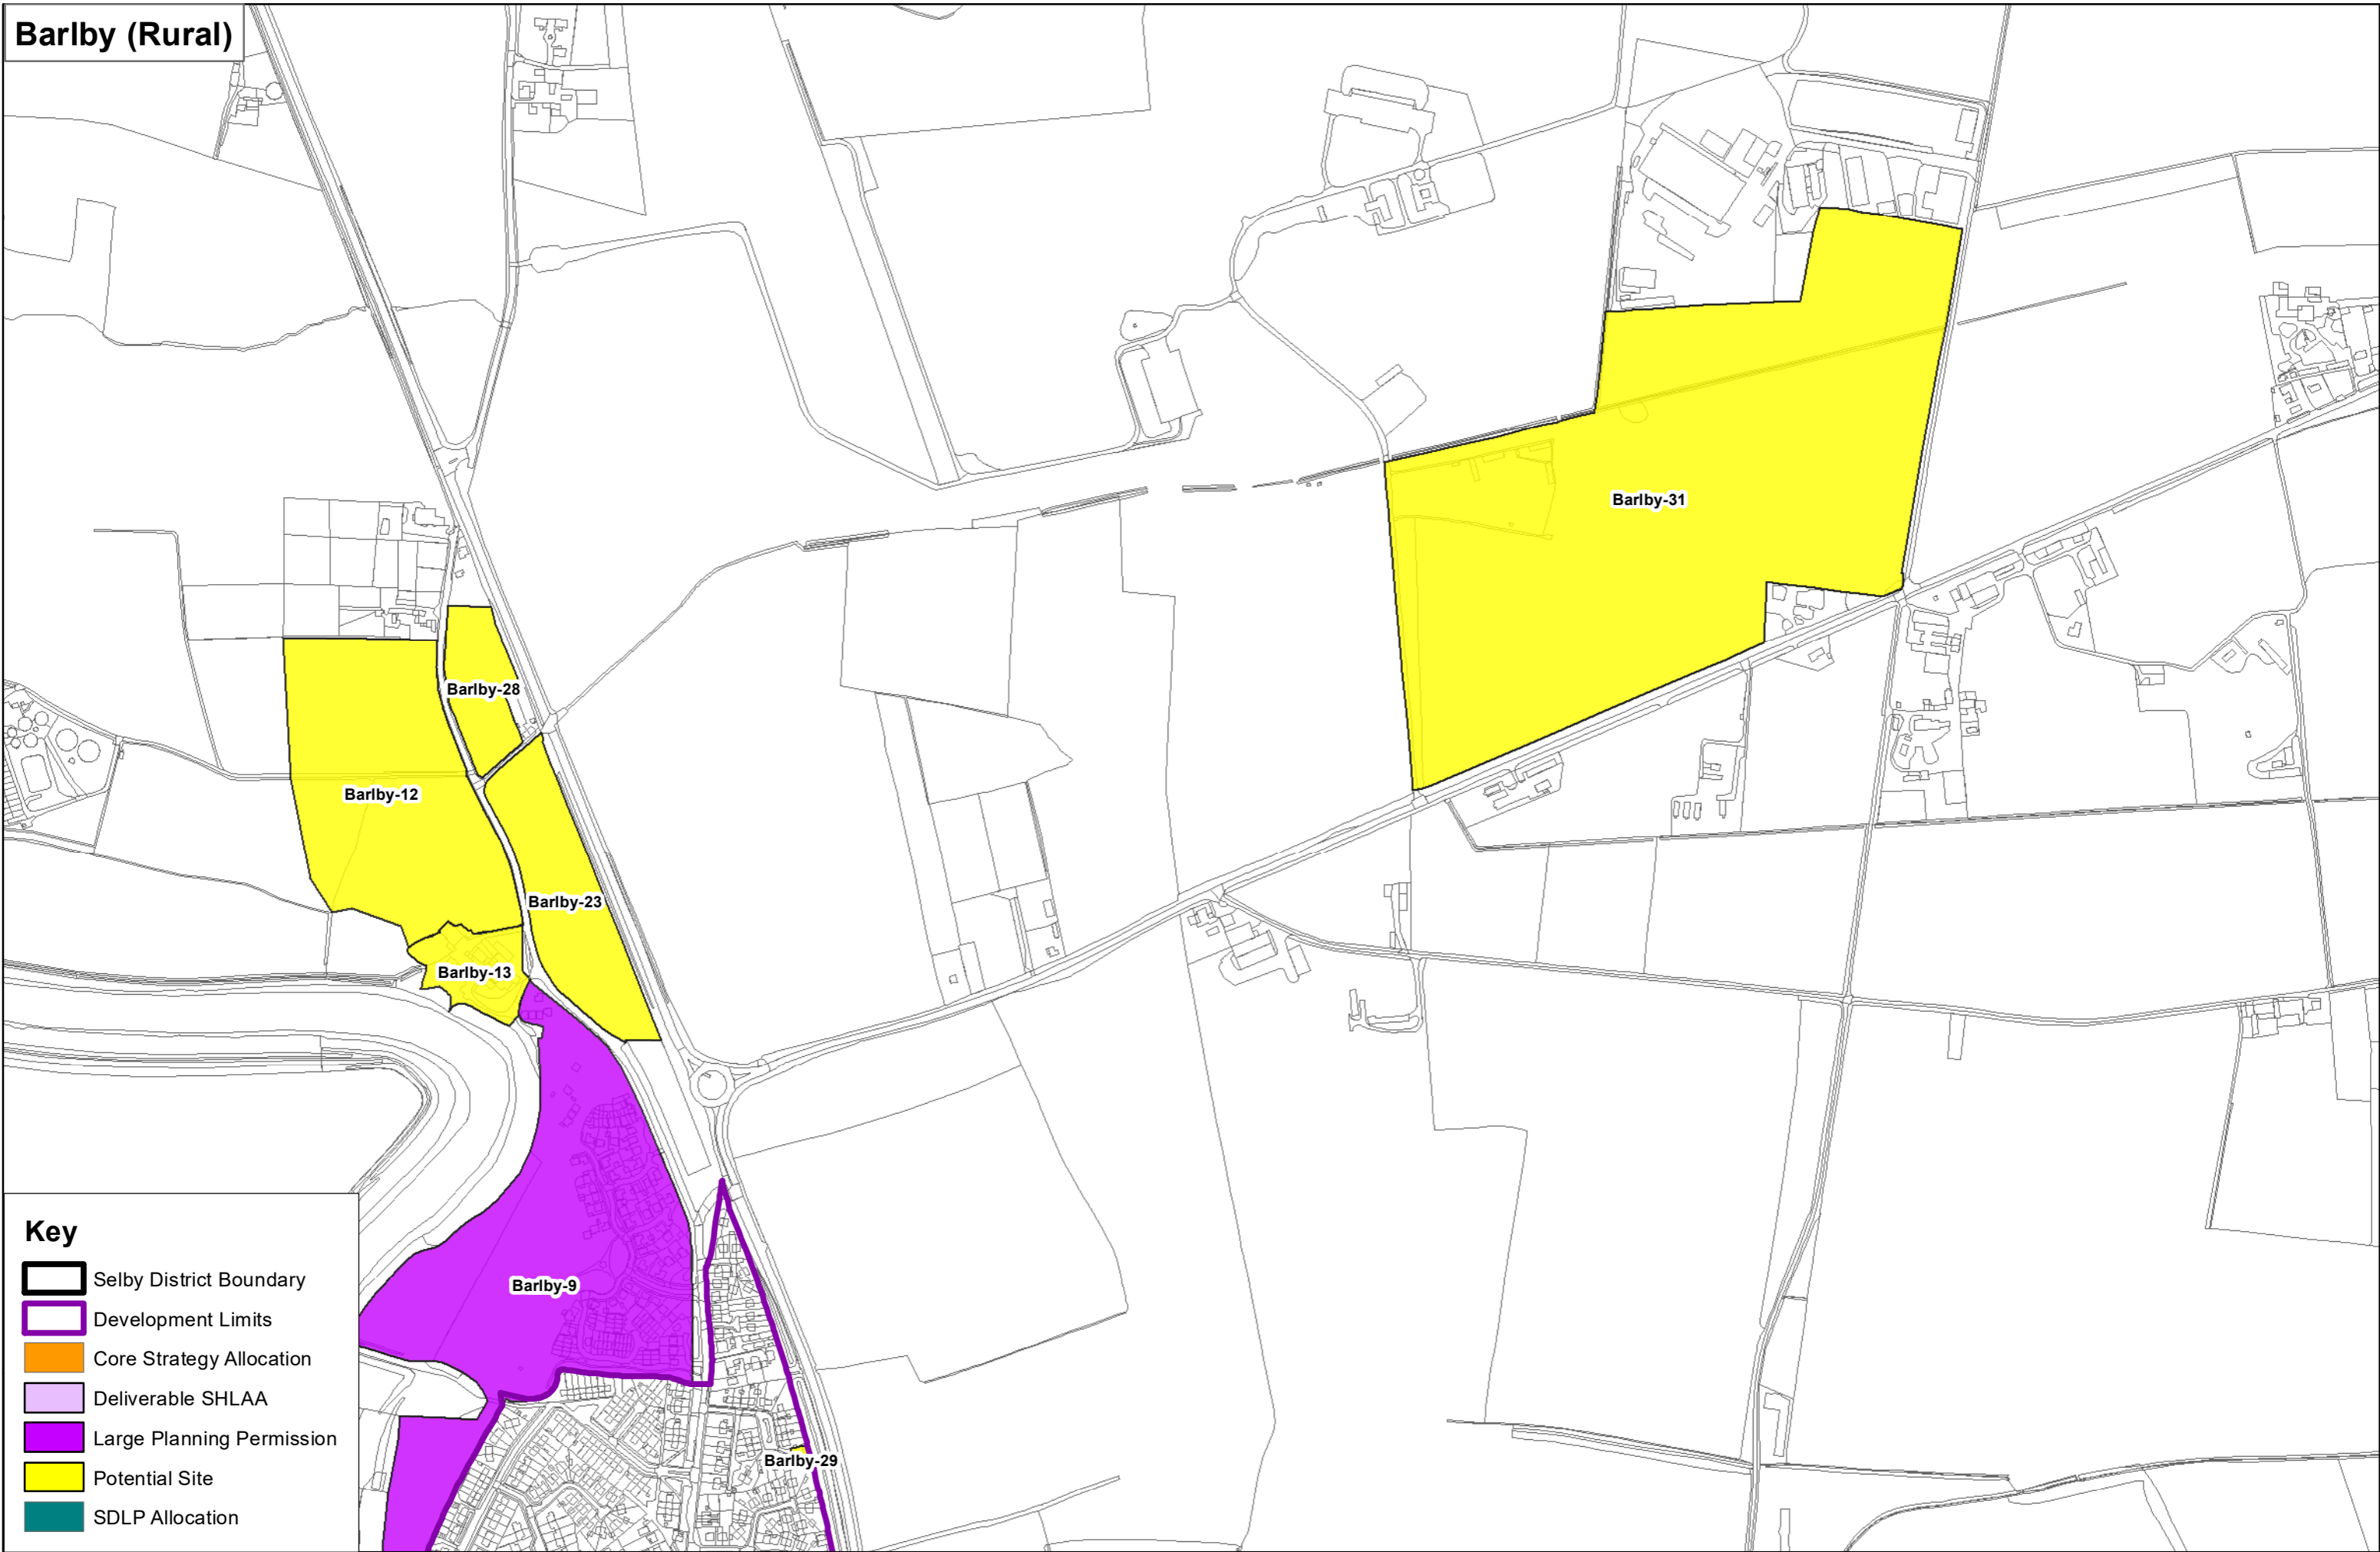 Barlby (Rural)
Barlby-31
Barlby-28
Barlby-12
Barlby-23
Barlby-13
Barlby-9
Barlby-29
Key
Selby District Boundary
Development Limits
Core Strategy Allocation
Deliverable SHLAA
Large Planning Permission
Potential Site
SDLP Allocation